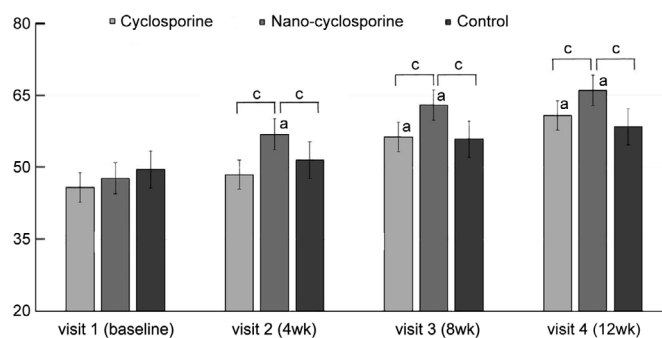 80
Cyclosporine Nano-cyclosporine Control
c c c c c c
65
a a a a a
50
35
20
visit 1 (baseline) visit 2 (4wk) visit 3 (8wk) visit 4 (12wk)